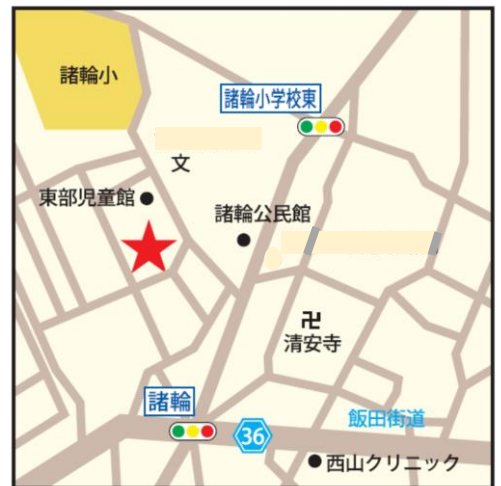 諸輪小
諸輪小学校東
文
東部児童館
諸輪公民館
卍
清安寺
諸輪
36
飯田街道
西山クリニック